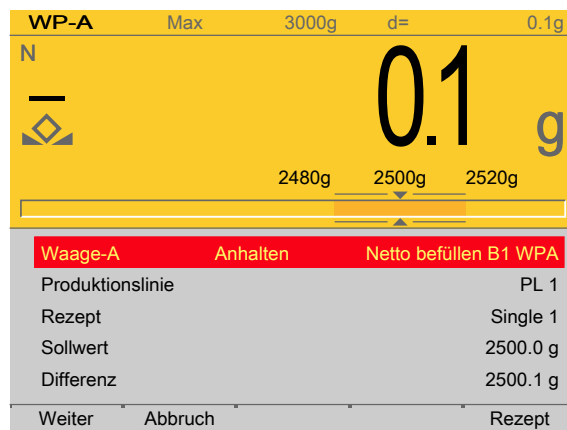 WP-A Max 3000g d= 0.1g
N
– 0.1 g
2480g 2500g 2520g
Waage-A Anhalten Netto befüllen B1 WPA
Produktionslinie PL 1
Rezept Single 1
Sollwert 2500.0 g
Differenz 2500.1 g
Weiter Abbruch Rezept